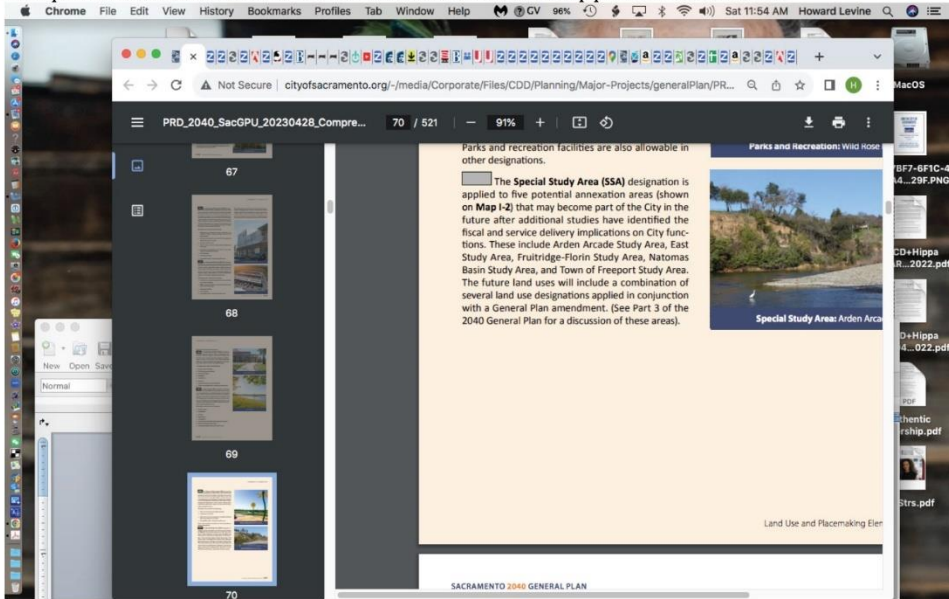 Chrome File Edit View History Bookmarks Profiles Tab Window Help GV 96% Sat 11:54 AM Howard Levine
MacOS
Not Secure cityofsacramento.org/-/media/Corporate/Files/CDD/Planning/Major-Projects/generalPlan/PR...
PRD_2040_SacGPU_20230428_Compre... 70 / 521 91%
Parks and recreation facilities are also allowable in
other designations.
Parks and Recreation: Wild Rose
67
The Special Study Area (SSA) designation is
applied to five potential annexation areas (shown
on Map I-2) that may become part of the City in the
future after additional studies have identified the
fiscal and service delivery implications on City func-
tions. These include Arden Arcade Study Area, East
Study Area, Fruitridge-Florin Study Area, Natomas
Basin Study Area, and Town of Freeport Study Area.
The future land uses will include a combination of
several land use designations applied in conjunction
with a General Plan amendment. (See Part 3 of the
2040 General Plan for a discussion of these areas).
Special Study Area: Arden Arca
68
69
70
New Open Save
Normal
Land Use and Placemaking Elem
SACRAMENTO 2040 GENERAL PLAN
BF7-6F1C-4
A4...29F.PNG
CD+Hippa
AR...2022.pdf
D+Hippa
4...022.pdf
PDF
thentic
rship.pdf
Strs.pdf